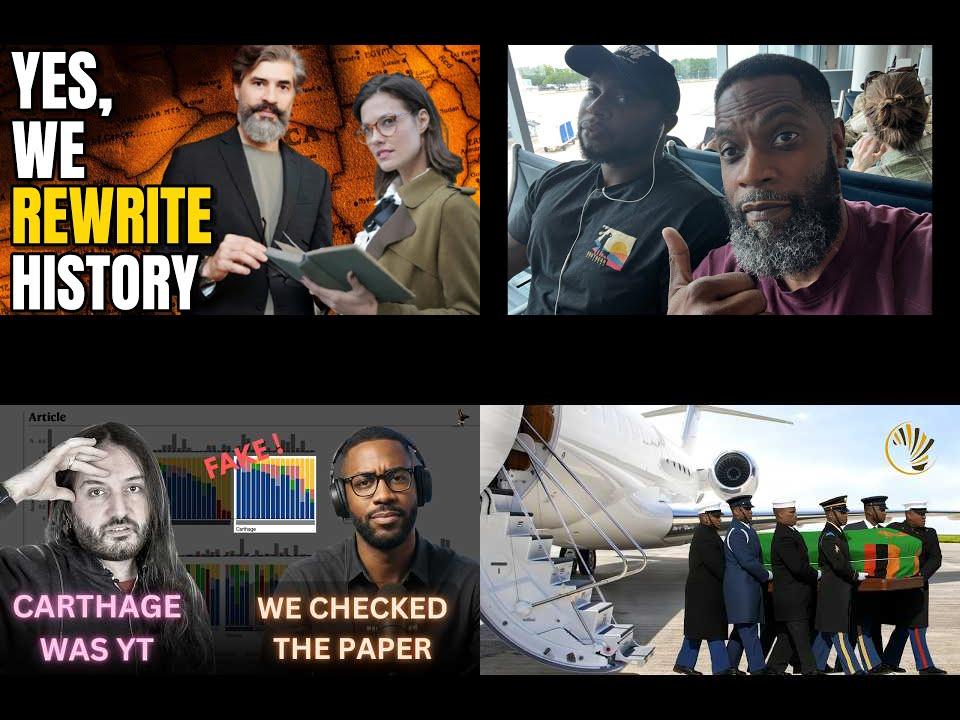 YES,
WE
REWRITE
HISTORY
Article
FAKE!
Carthage
CARTHAGE
WAS YT
WE CHECKED
THE PAPER